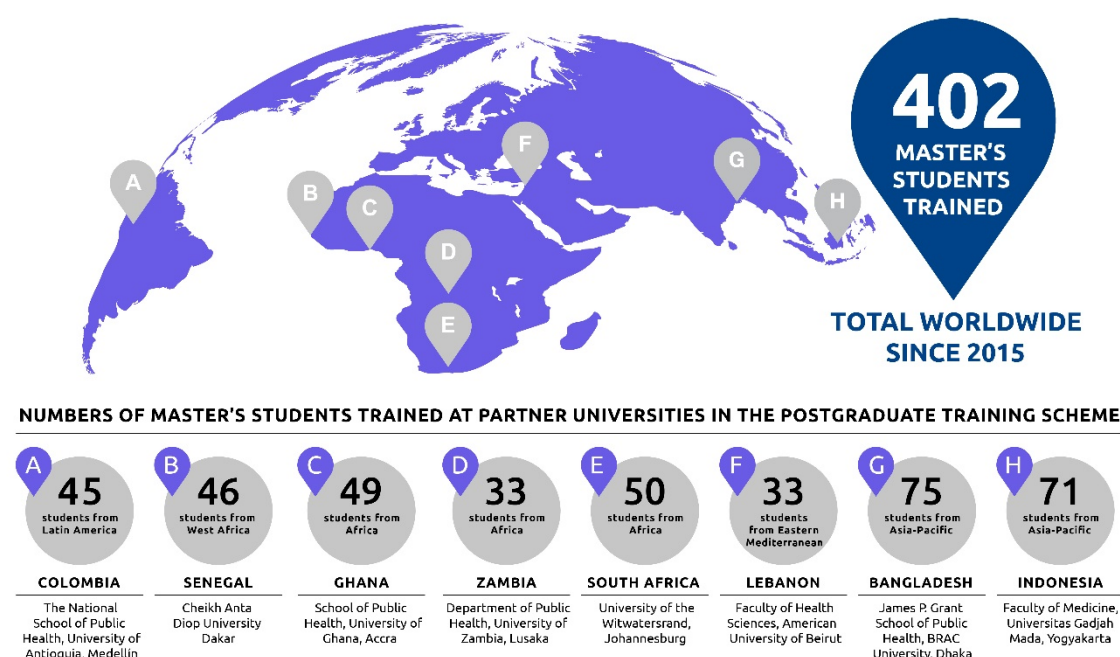 402
MASTER'S
STUDENTS
TRAINED
TOTAL WORLDWIDE
SINCE 2015
A
B
C
D
E
F
G
H
NUMBERS OF MASTER'S STUDENTS TRAINED AT PARTNER UNIVERSITIES IN THE POSTGRADUATE TRAINING SCHEME
A
45
students from
Latin America
COLOMBIA
The National
School of Public
Health, University of
Antioquia, Medellín
B
46
students from
West Africa
SENEGAL
Cheikh Anta
Diop University
Dakar
C
49
students from
Africa
GHANA
School of Public
Health, University of
Ghana, Accra
D
33
students from
Africa
ZAMBIA
Department of Public
Health, University of
Zambia, Lusaka
E
50
students from
Africa
SOUTH AFRICA
University of the
Witwatersrand,
Johannesburg
F
33
students
from Eastern
Mediterranean
LEBANON
Faculty of Health
Sciences, American
University of Beirut
G
75
students from
Asia-Pacific
BANGLADESH
James P. Grant
School of Public
Health, BRAC
University, Dhaka
H
71
students from
Asia-Pacific
INDONESIA
Faculty of Medicine,
Universitas Gadjah
Mada, Yogyakarta